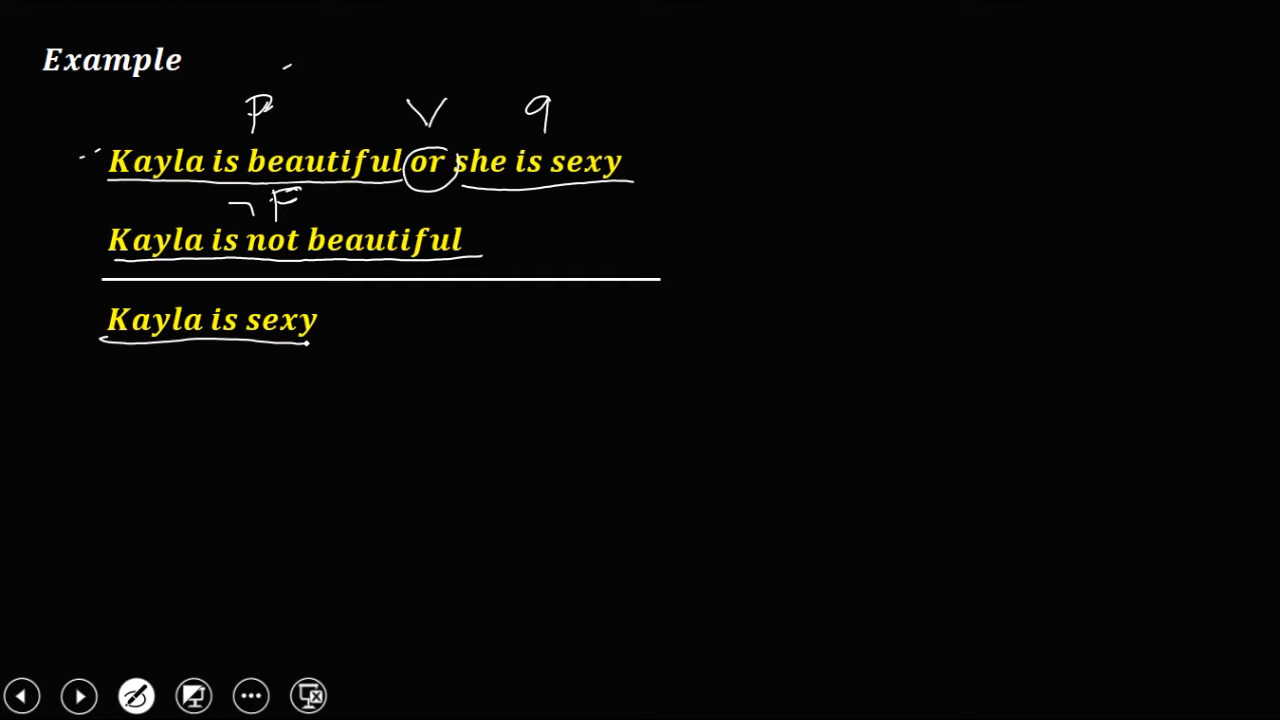 Example
P V q
Kayla is beautiful or she is sexy
¬ P
Kayla is not beautiful
Kayla is sexy